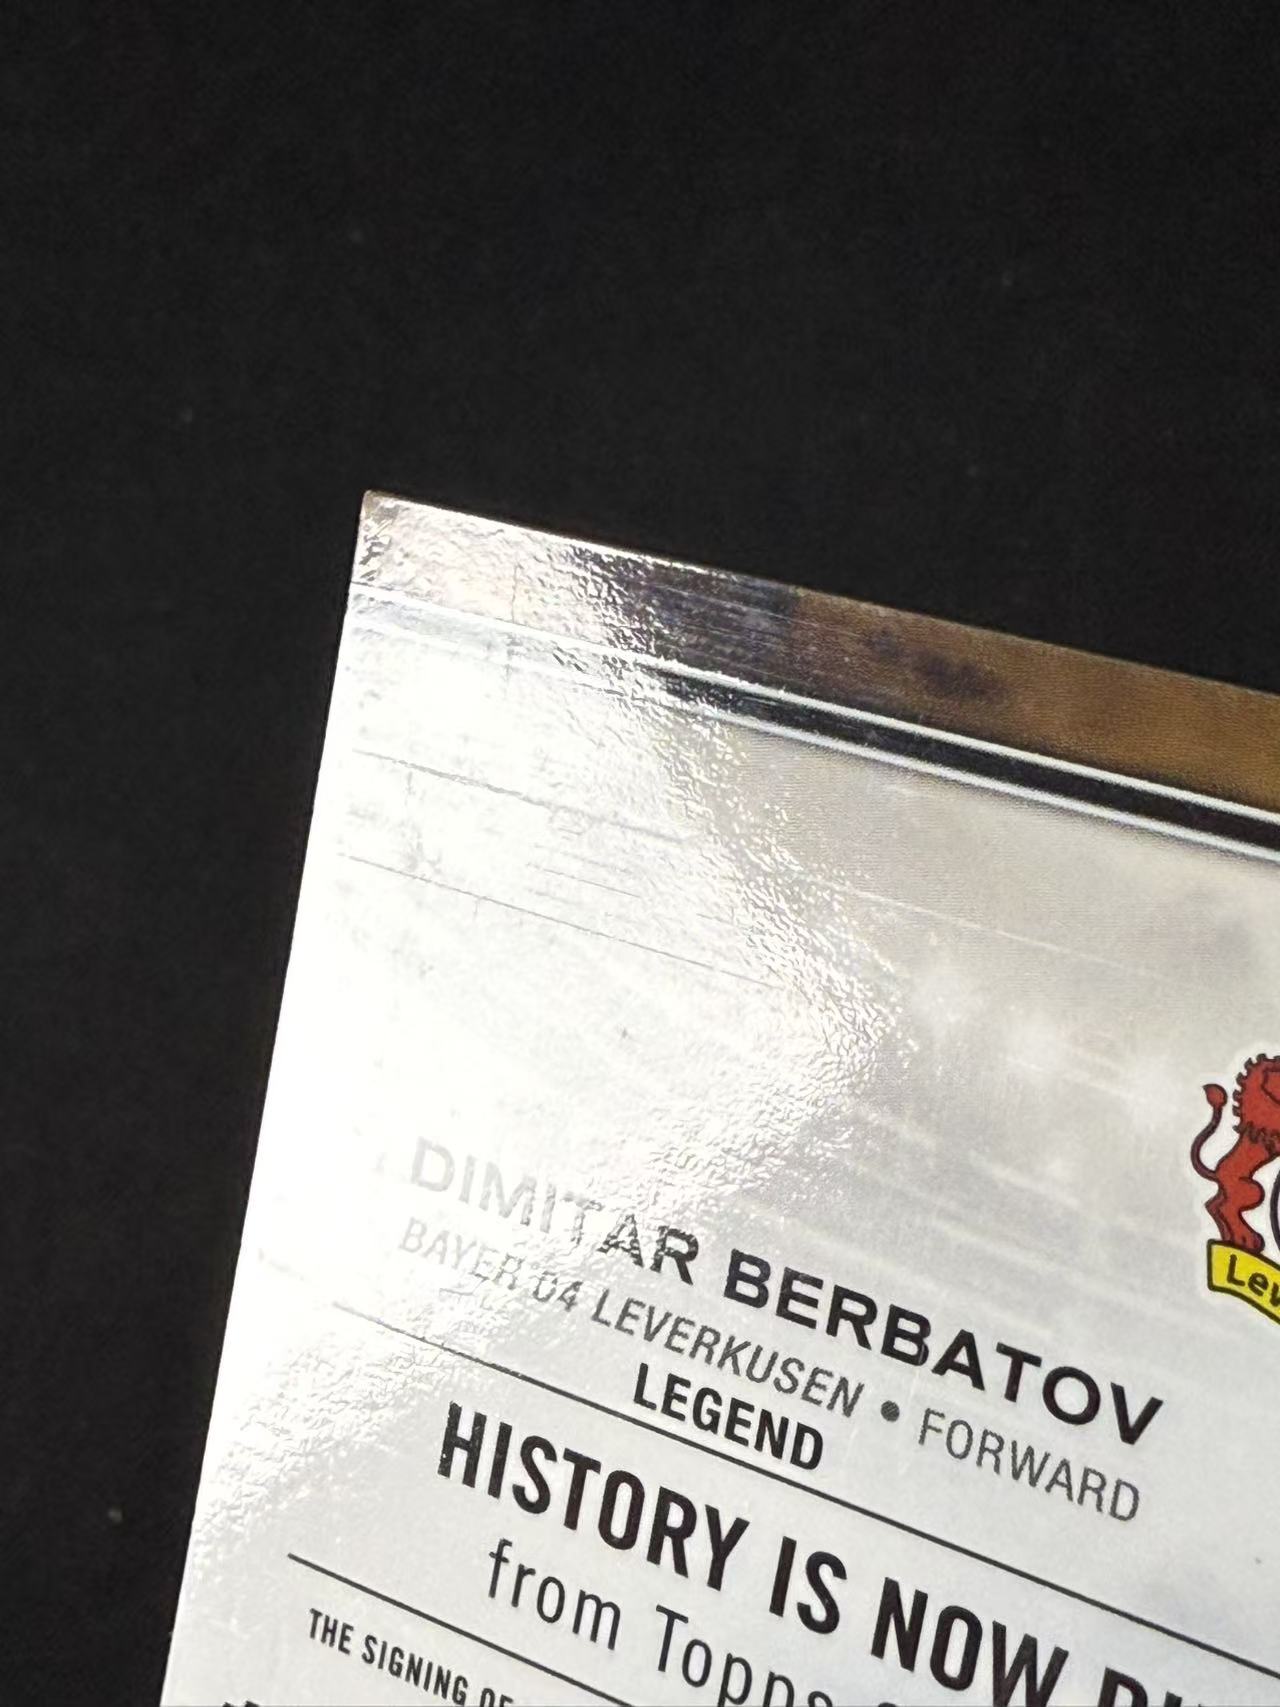 DIMITAR BERBATOV
BAYER 04 LEVERKUSEN • FORWARD
LEGEND
HISTORY IS NOW
from Topps
THE SIGNING OF